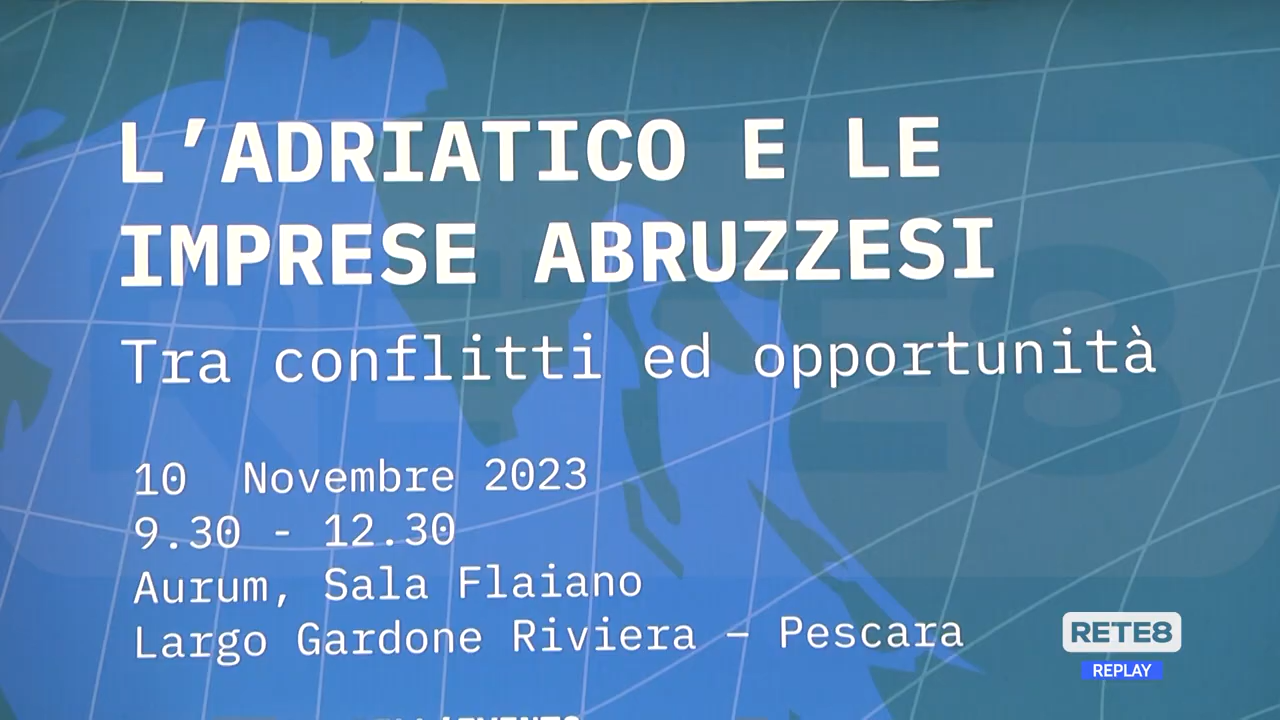 L'ADRIATICO E LE
IMPRESE ABRUZZESI
Tra conflitti ed opportunità
10 Novembre 2023
9.30 - 12.30
Aurum, Sala Flaiano
Largo Gardone Riviera – Pescara
RETE8
REPLAY
RETE8